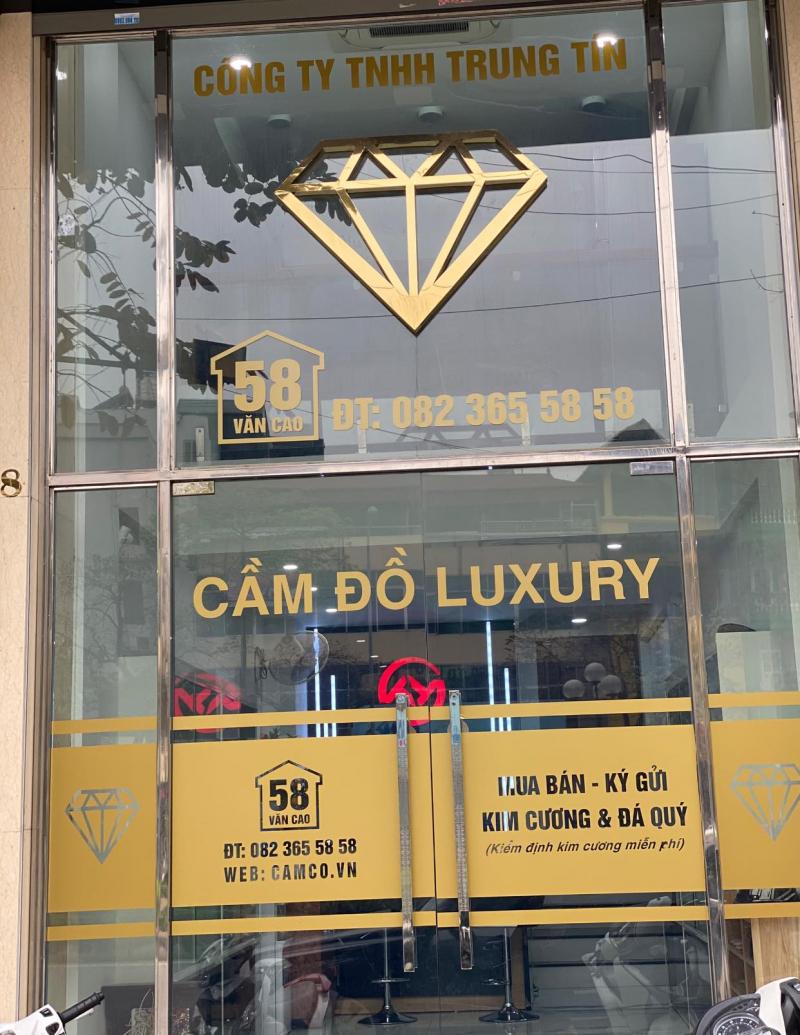 CÔNG TY TNHH TRUNG TÍN
58
VĂN CAO
ĐT: 082 365 58 58
8
CẦM ĐỒ LUXURY
58
VĂN CAO
ĐT: 082 365 58 58
WEB: CAMCO.VN
MUA BÁN - KÝ GỬI
KIM CƯƠNG & ĐÁ QUÝ
(Kiểm định kim cương miễn phí)